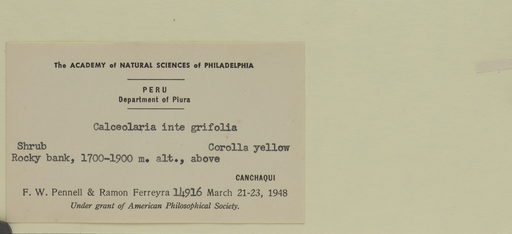 The ACADEMY of NATURAL SCIENCES of PHILADELPHIA
PERU
Department of Piura
Calceolaria inte grifolia
Shrub Corolla yellow
Rocky bank, 1700-1900 m. alt., above
CANCHAQUI
F. W. Pennell & Ramon Ferreyra 14916 March 21-23, 1948
Under grant of American Philosophical Society.